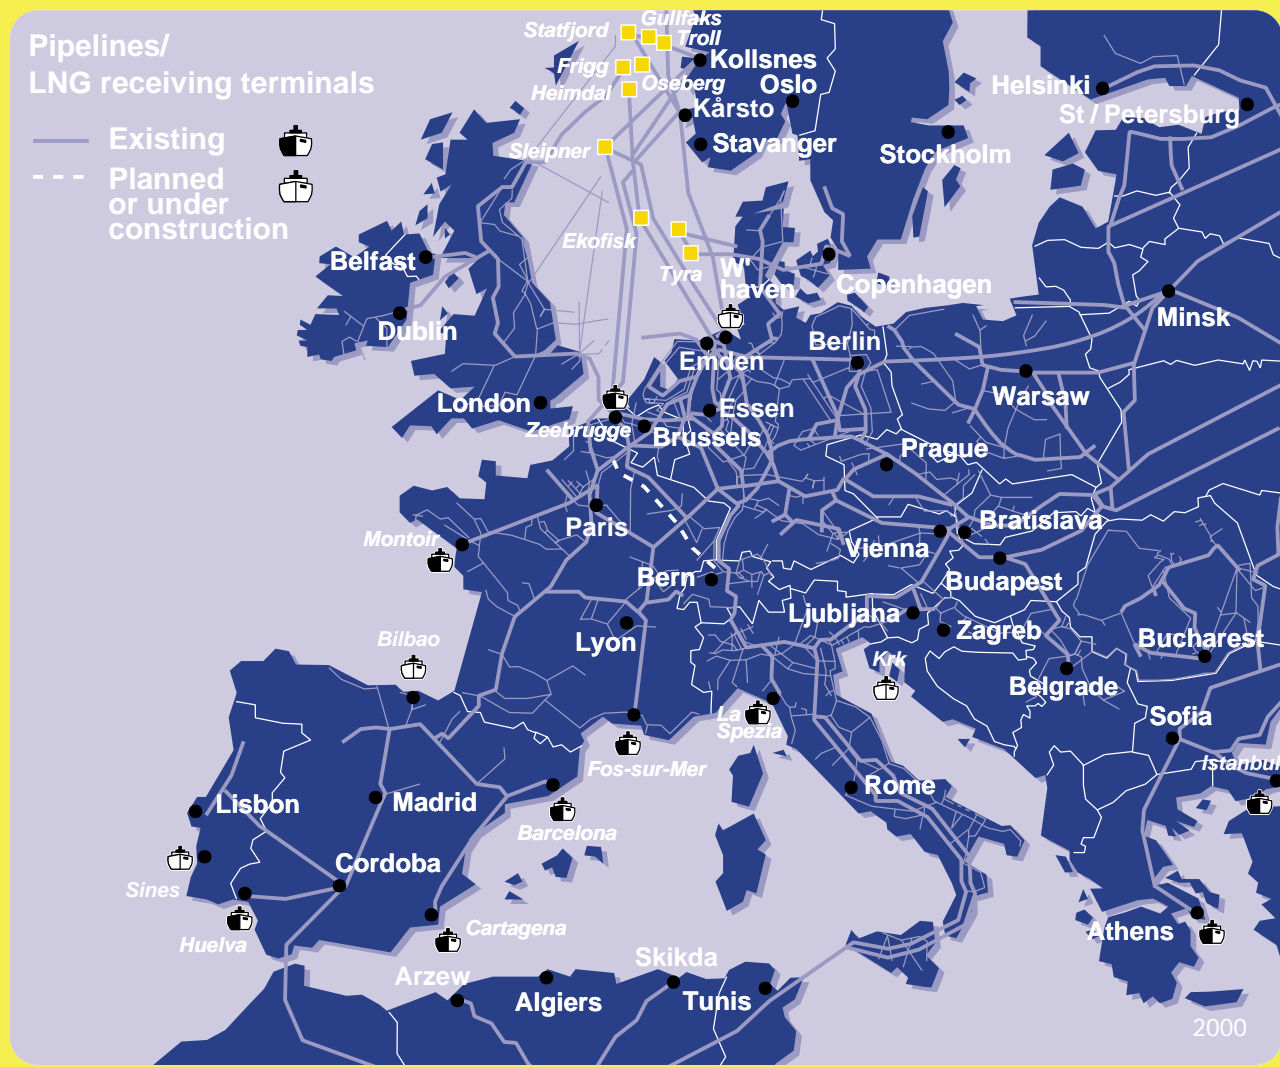 Pipelines/
LNG receiving terminals
Existing
Planned
or under
construction
Statfjord
Gullfaks
Troll
Frigg
Oseberg
Heimdal
Kollsnes
Oslo
Kårsto
Sleipner
Stavanger
Helsinki
St / Petersburg
Stockholm
Ekofisk
Tyra
W'
haven
Belfast
Copenhagen
Dublin
Minsk
Emden
Berlin
Warsaw
London
Essen
Zeebrugge
Brussels
Prague
Paris
Montoir
Vienna
Bratislava
Bern
Budapest
Lyon
Ljubljana
Zagreb
Bucharest
Bilbao
Krk
Belgrade
La
Spezia
Sofia
Fos-sur-Mer
Istanbul
Rome
Lisbon
Madrid
Barcelona
Cordoba
Sines
Huelva
Cartagena
Athens
Arzew
Skikda
Algiers
Tunis
2000